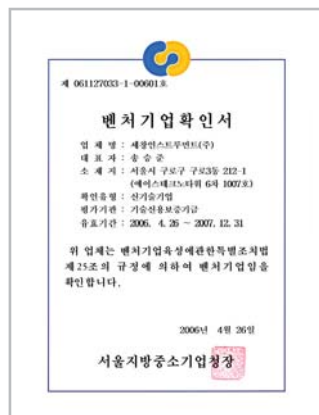 제 061127033-1-00601호
벤처기업확인서
업 체 명 : 세창인스트루먼트(주)
대 표 자 : 송 승 준
소 재 지 : 서울시 구로구 구로3동 212-1
(에이스테크노타워 6차 1007호)
확인유형 : 신기술기업
평가기관 : 기술신용보증기금
유효기간 : 2006. 4. 26 ~ 2007. 12. 31
위 업체는 벤처기업육성에관한특별조치법
제25조의 규정에 의하여 벤처기업임을
확인합니다.
2006년 4월 26일
서울지방중소기업청장